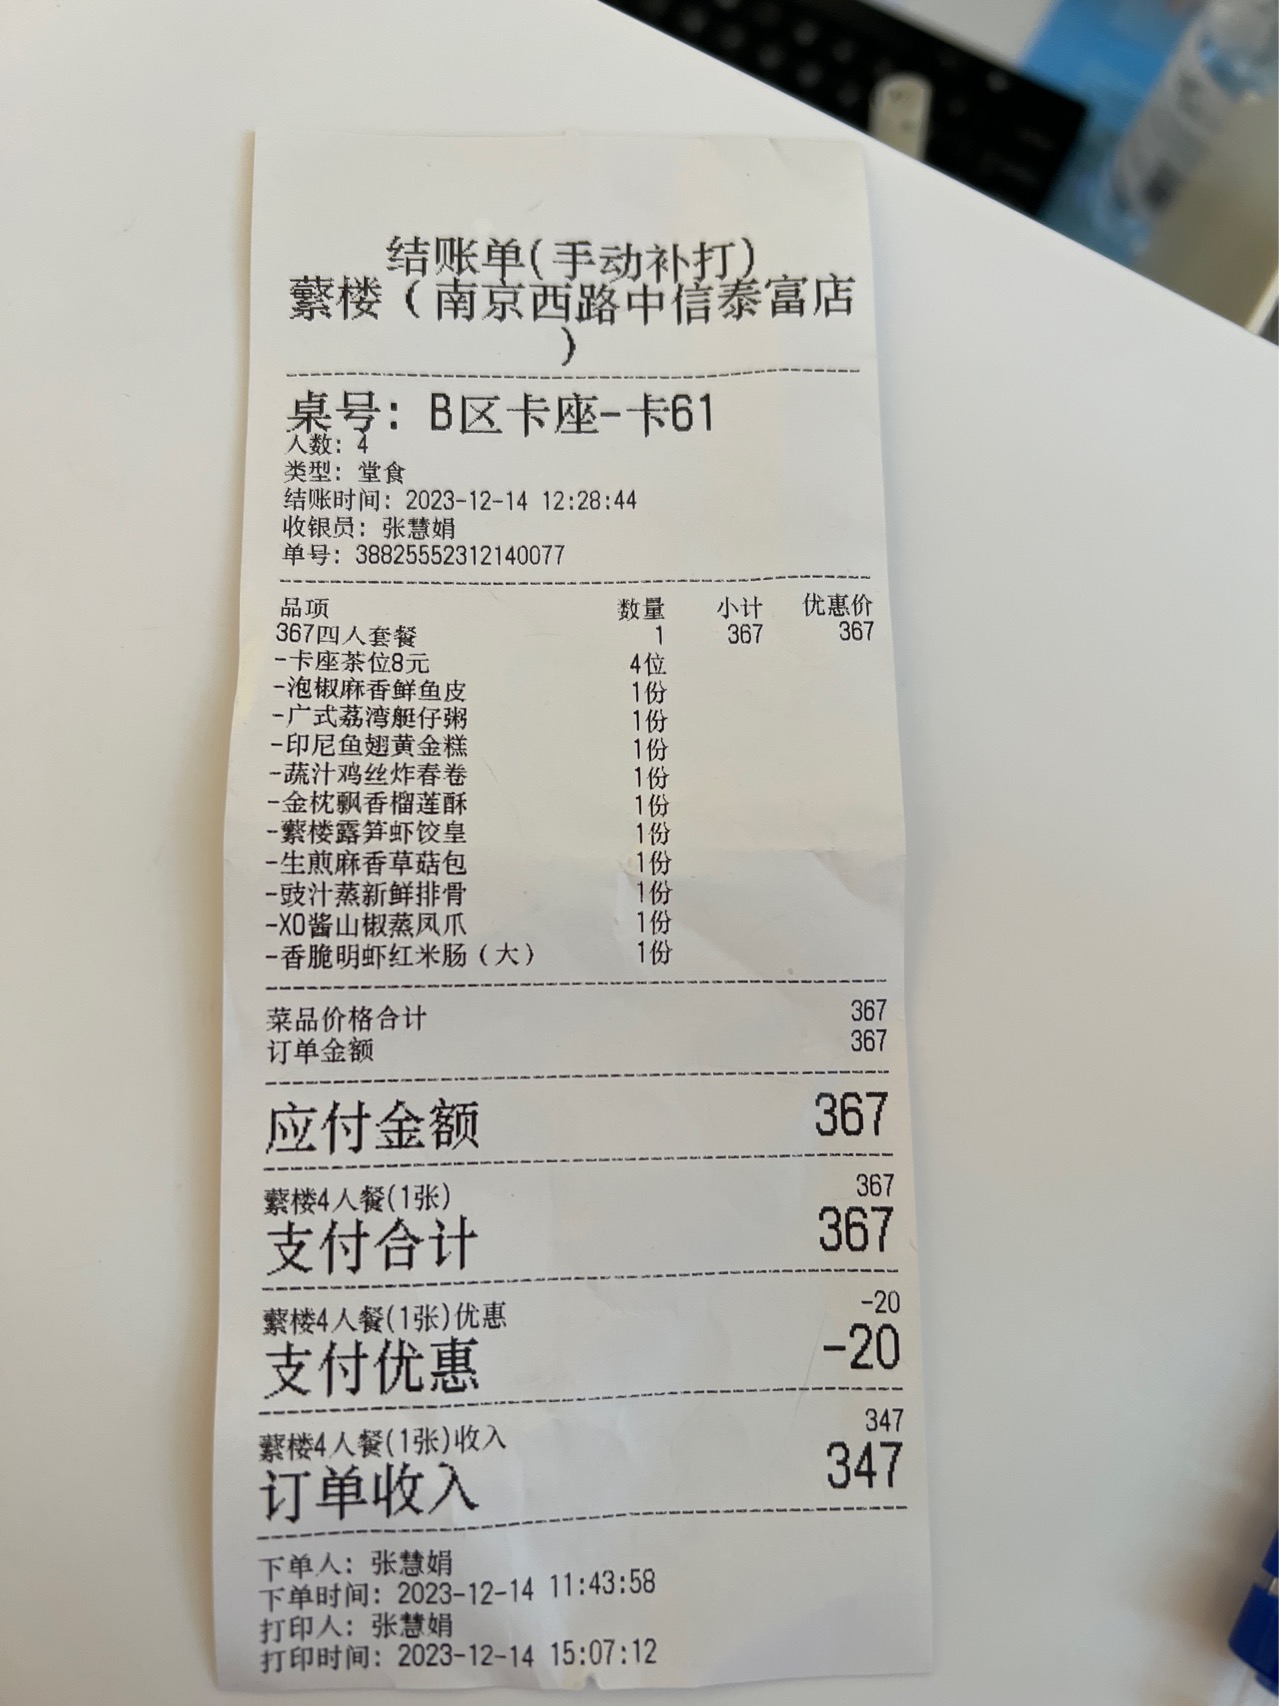 结账单(手动补打)
蘩楼（南京西路中信泰富店
）
桌号: B区卡座-卡61
人数: 4
类型: 堂食
结账时间: 2023-12-14 12:28:44
收银员: 张慧娟
单号: 38825552312140077
品项 数量 小计 优惠价
367四人套餐 1 367 367
-卡座茶位8元 4位
-泡椒麻香鲜鱼皮 1份
-广式荔湾艇仔粥 1份
-印尼鱼翅黄金糕 1份
-蔬汁鸡丝炸春卷 1份
-金枕飘香榴莲酥 1份
-蘩楼露笋虾饺皇 1份
-生煎麻香草菇包 1份
-豉汁蒸新鲜排骨 1份
-XO酱山椒蒸凤爪 1份
-香脆明虾红米肠（大） 1份
菜品价格合计 367
订单金额 367
应付金额 367
蘩楼4人餐(1张) 367
支付合计 367
蘩楼4人餐(1张)优惠 -20
支付优惠 -20
蘩楼4人餐(1张)收入 347
订单收入 347
下单人: 张慧娟
下单时间: 2023-12-14 11:43:58
打印人: 张慧娟
打印时间: 2023-12-14 15:07:12